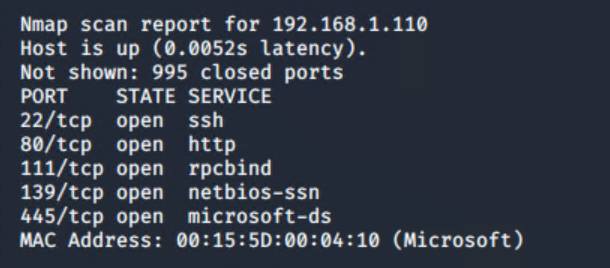 Nmap scan report for 192.168.1.110
Host is up (0.0052s latency).
Not shown: 995 closed ports
PORT    STATE SERVICE
22/tcp  open  ssh
80/tcp  open  http
111/tcp open  rpcbind
139/tcp open  netbios-ssn
445/tcp open  microsoft-ds
MAC Address: 00:15:5D:00:04:10 (Microsoft)